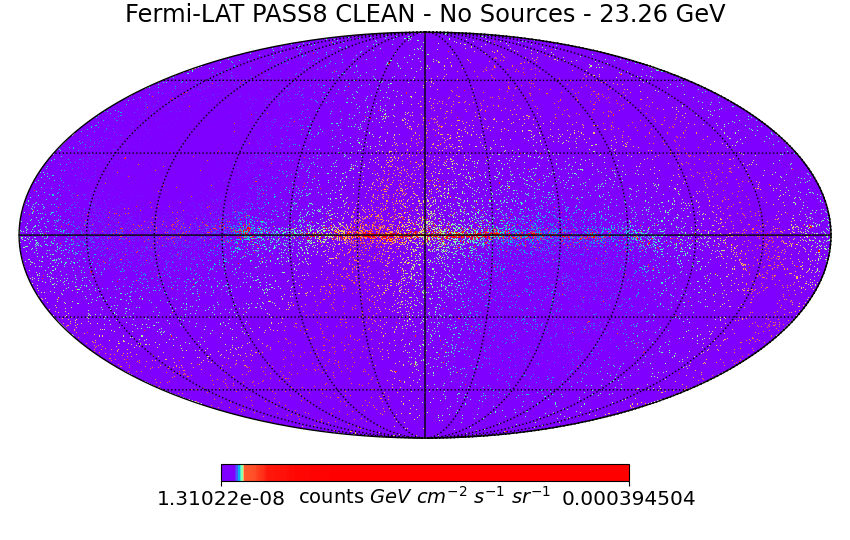 Fermi-LAT PASS8 CLEAN - No Sources - 23.26 GeV
1.31022e-08 counts GeV cm⁻² s⁻¹ sr⁻¹ 0.000394504